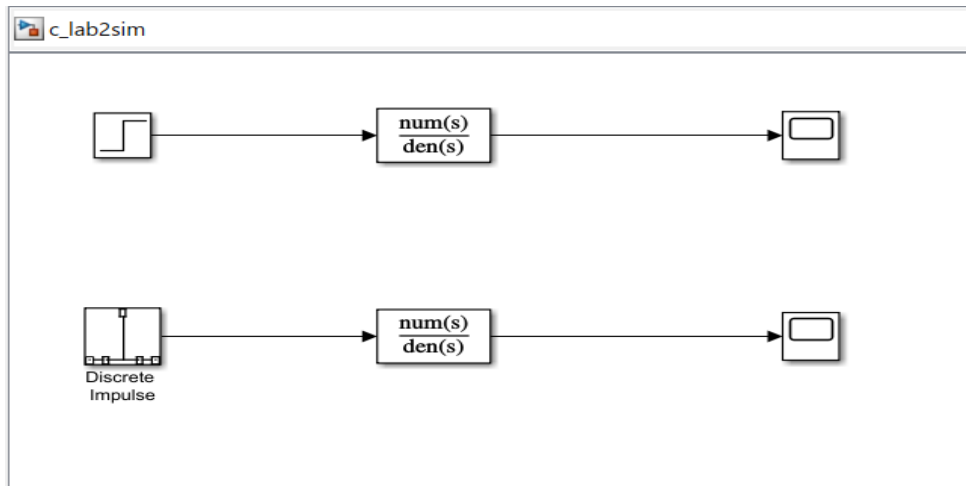 c_lab2sim
num(s)
den(s)
Discrete
Impulse
num(s)
den(s)